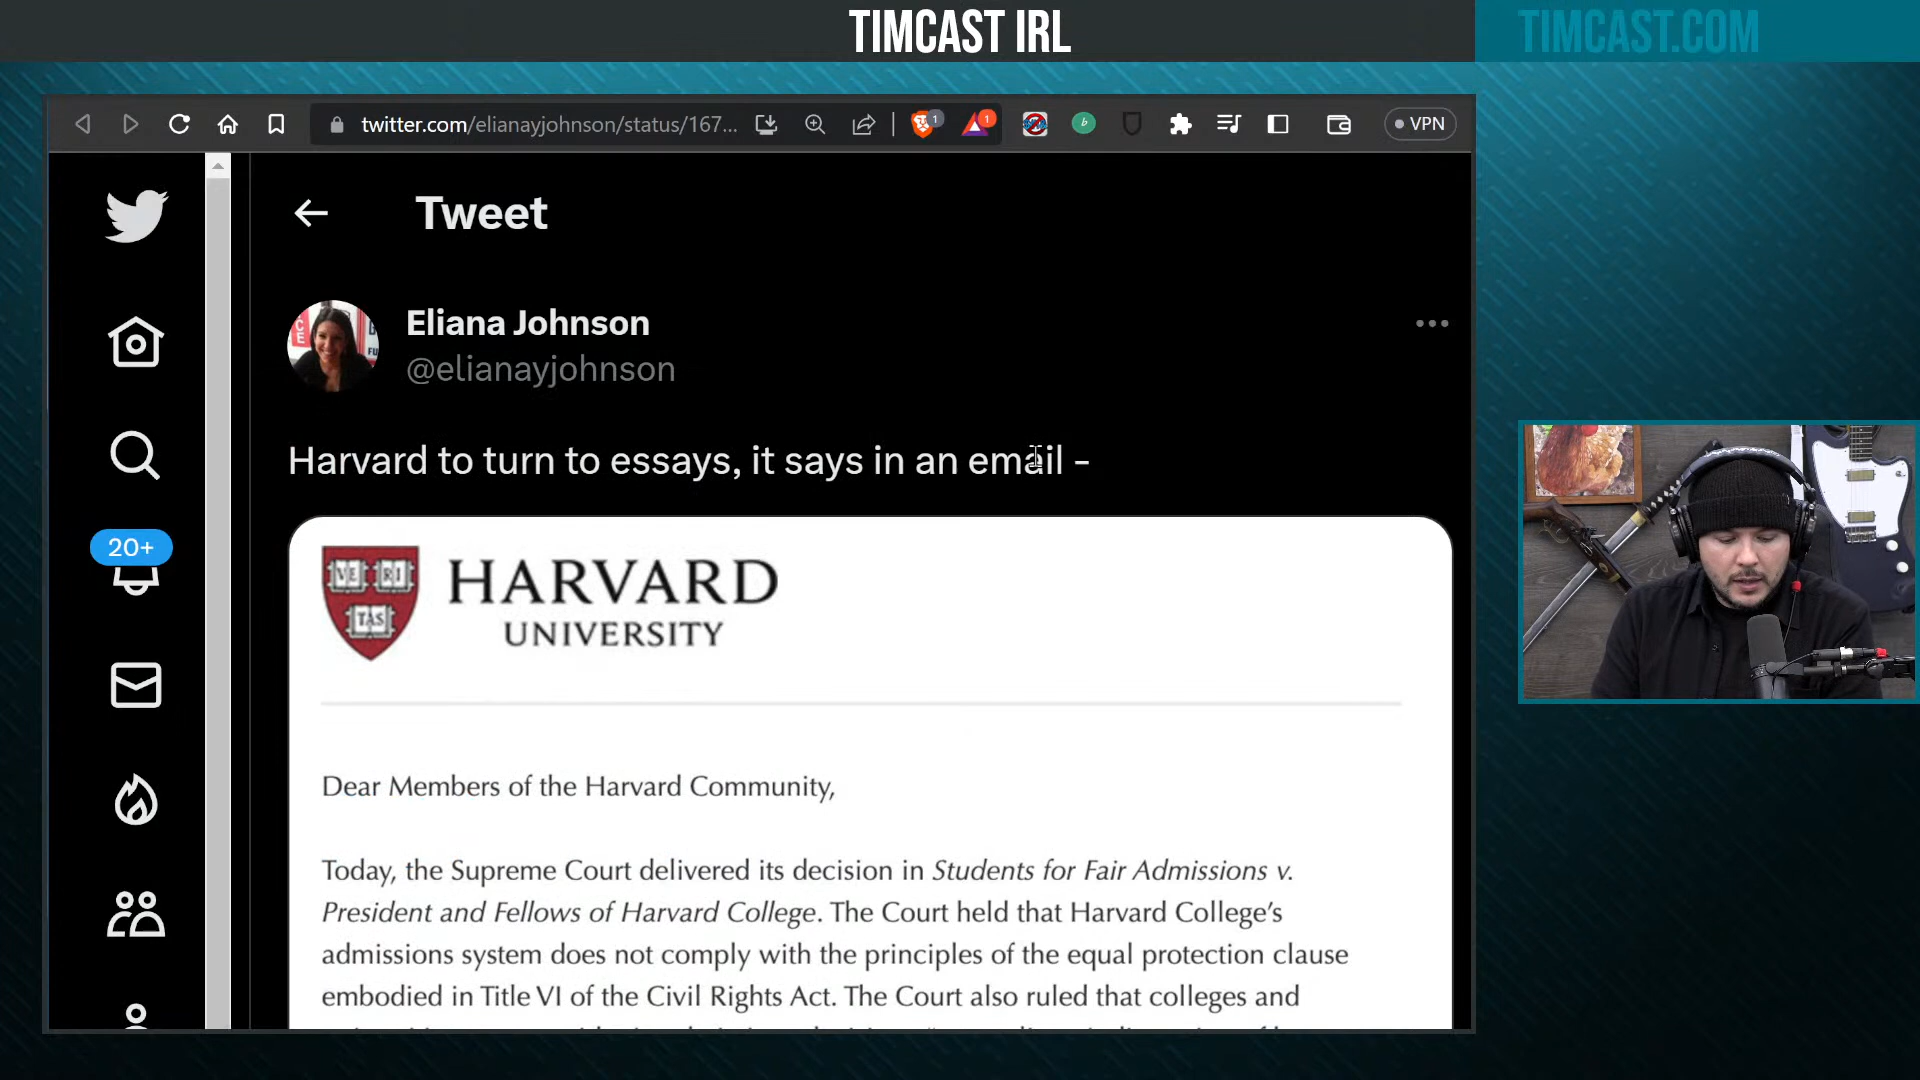 TIMCAST IRL
TIMCAST.COM
twitter.com/elianayjohnson/status/167...
1
1
b
VPN
Tweet
Eliana Johnson
@elianayjohnson
Harvard to turn to essays, it says in an email -
20+
VE RI
TAS
HARVARD
UNIVERSITY
Dear Members of the Harvard Community,
Today, the Supreme Court delivered its decision in Students for Fair Admissions v.
President and Fellows of Harvard College. The Court held that Harvard College's
admissions system does not comply with the principles of the equal protection clause
embodied in Title VI of the Civil Rights Act. The Court also ruled that colleges and